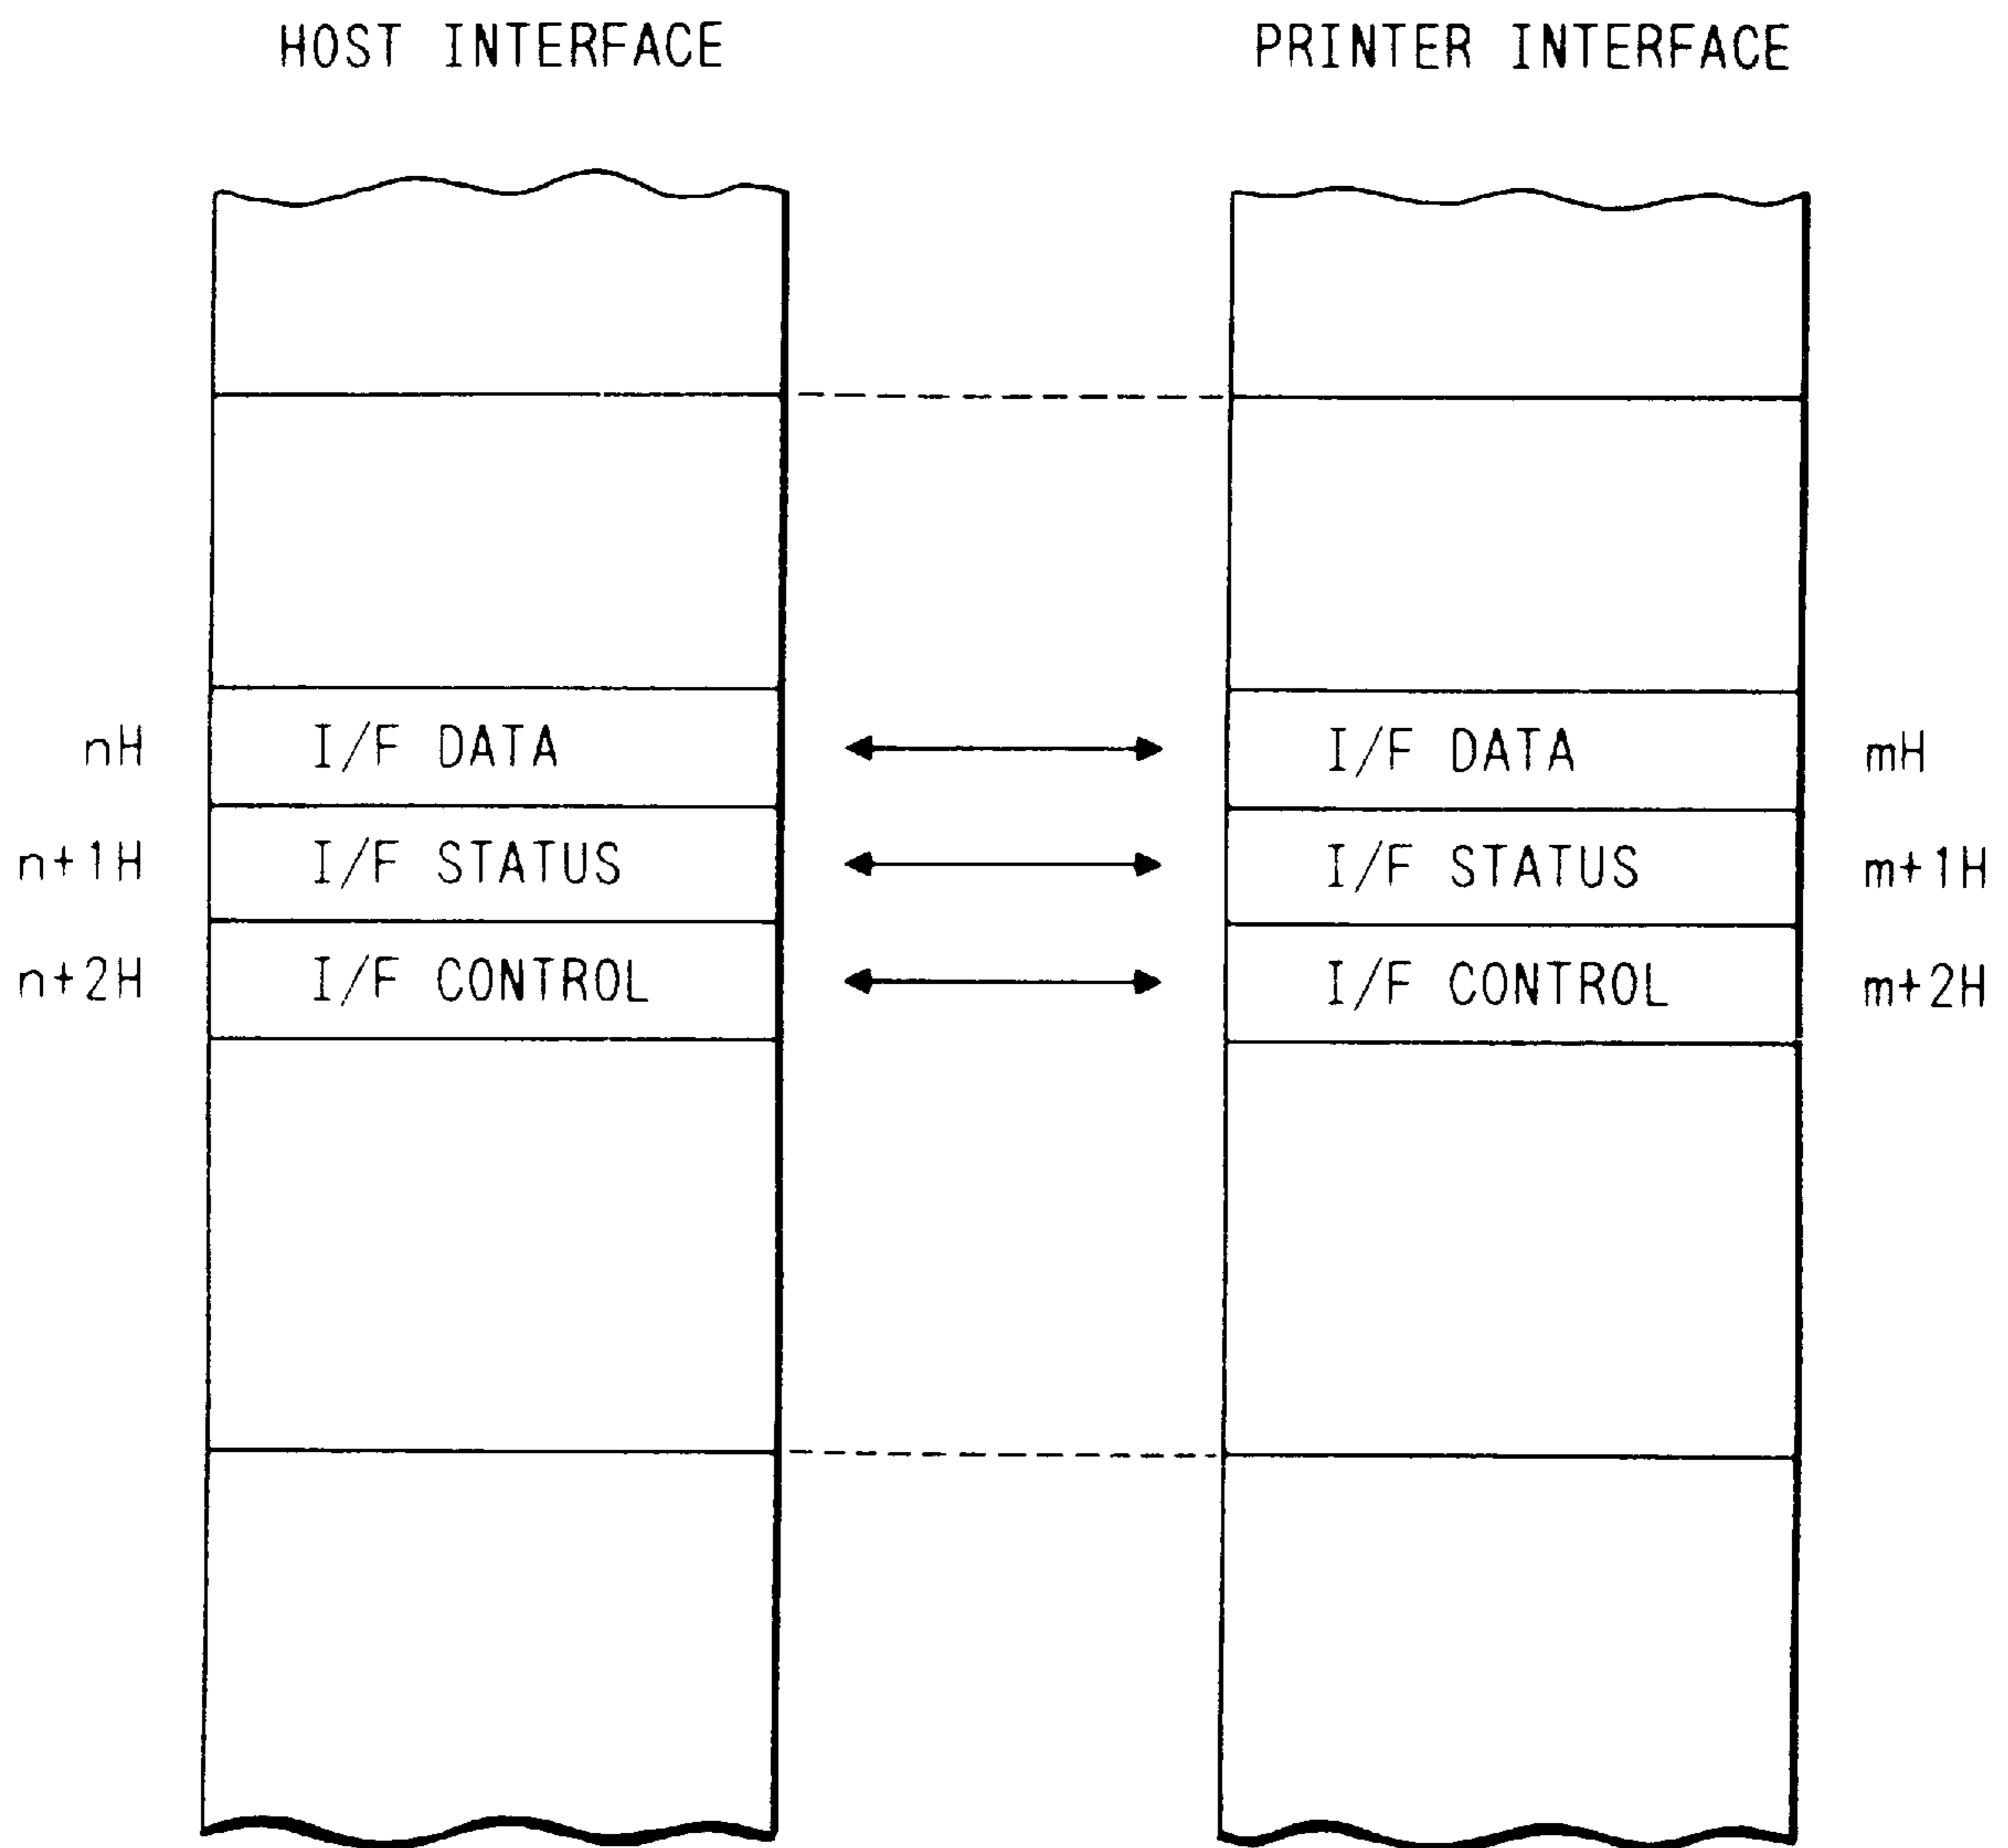 HOST INTERFACE PRINTER INTERFACE
nH I/F DATA I/F DATA mH
n+1H I/F STATUS I/F STATUS m+1H
n+2H I/F CONTROL I/F CONTROL m+2H